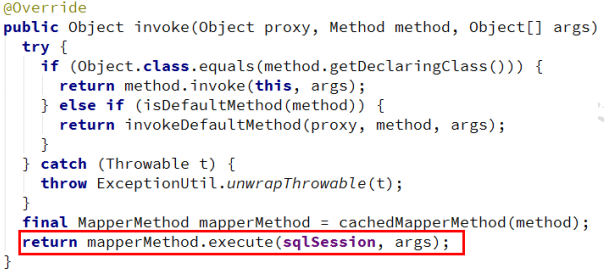 @Override
public Object invoke(Object proxy, Method method, Object[] args)
try {
if (Object.class.equals(method.getDeclaringClass())) {
return method.invoke(this, args);
} else if (isDefaultMethod(method)) {
return invokeDefaultMethod(proxy, method, args);
}
} catch (Throwable t) {
throw ExceptionUtil.unwrapThrowable(t);
}
final MapperMethod mapperMethod = cachedMapperMethod(method);
return mapperMethod.execute(sqlSession, args);
}